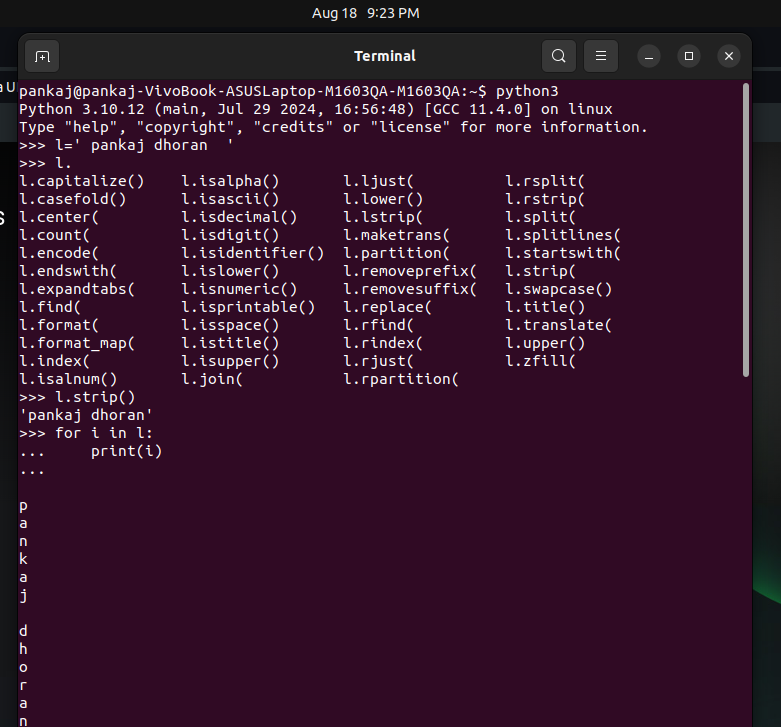 Aug 18 9:23 PM
a U
Terminal
s
pankaj@pankaj-VivoBook-ASUSLaptop-M1603QA-M1603QA:~$ python3
Python 3.10.12 (main, Jul 29 2024, 16:56:48) [GCC 11.4.0] on linux
Type "help", "copyright", "credits" or "license" for more information.
>>> l=' pankaj dhoran  '
>>> l.
l.capitalize()    l.isalpha()       l.ljust(          l.rsplit(
l.casefold()      l.isascii()       l.lower()         l.rstrip(
l.center(         l.isdecimal()     l.lstrip(         l.split(
l.count(          l.isdigit()       l.maketrans(      l.splitlines(
l.encode(         l.isidentifier()  l.partition(      l.startswith(
l.endswith(       l.islower()       l.removeprefix(   l.strip(
l.expandtabs(     l.isnumeric()     l.removesuffix(   l.swapcase()
l.find(           l.isprintable()   l.replace(        l.title()
l.format(         l.isspace()       l.rfind(          l.translate(
l.format_map(     l.istitle()       l.rindex(         l.upper()
l.index(          l.isupper()       l.rjust(          l.zfill(
l.isalnum()       l.join(           l.rpartition(
>>> l.strip()
'pankaj dhoran'
>>> for i in l:
...     print(i)
...
p
a
n
k
a
j
d
h
o
r
a
n